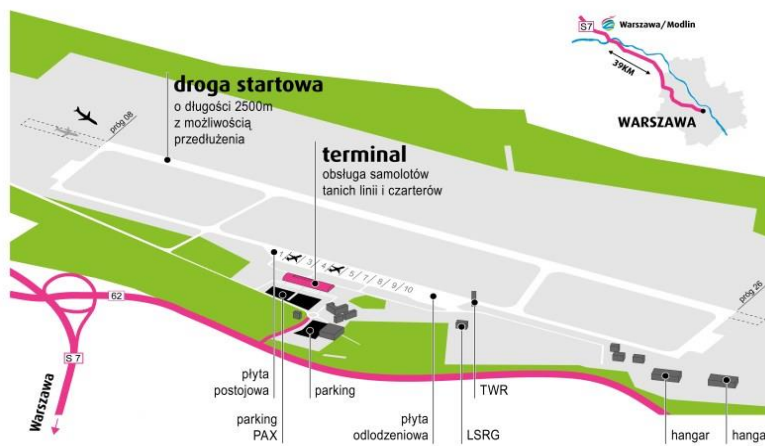 S7
Warszawa/Modlin
39KM
WARSZAWA
droga startowa
o długości 2500m
z możliwością
przedłużenia
próg 08
terminal
obsługa samolotów
tanich linii i czarterów
1
3
4
5
7
8
9
10
próg 26
62
S 7
Warszawa
płyta
postojowa
parking
TWR
parking
PAX
płyta
odlodzeniowa
LSRG
hangar
hanga